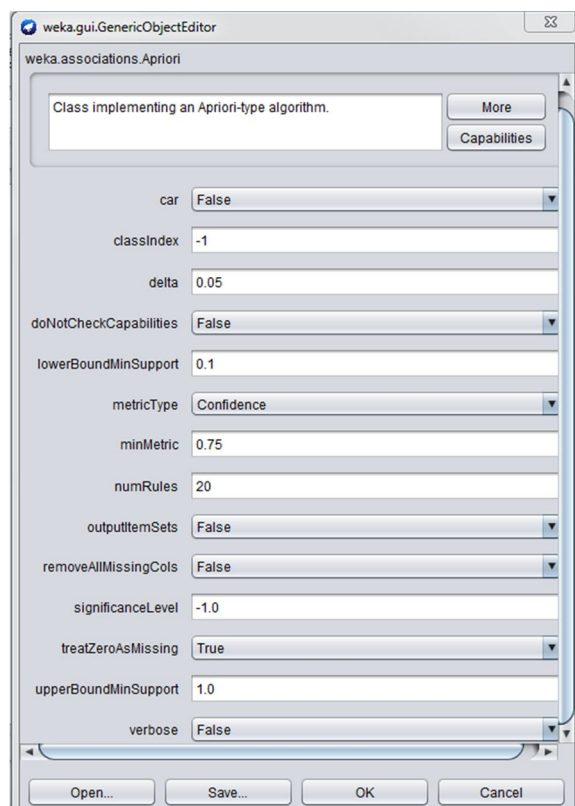 weka.gui.GenericObjectEditor
weka.associations.Apriori
Class implementing an Apriori-type algorithm.
More
Capabilities
car False
classIndex -1
delta 0.05
doNotCheckCapabilities False
lowerBoundMinSupport 0.1
metricType Confidence
minMetric 0.75
numRules 20
outputItemSets False
removeAllMissingCols False
significanceLevel -1.0
treatZeroAsMissing True
upperBoundMinSupport 1.0
verbose False
Open... Save... OK Cancel